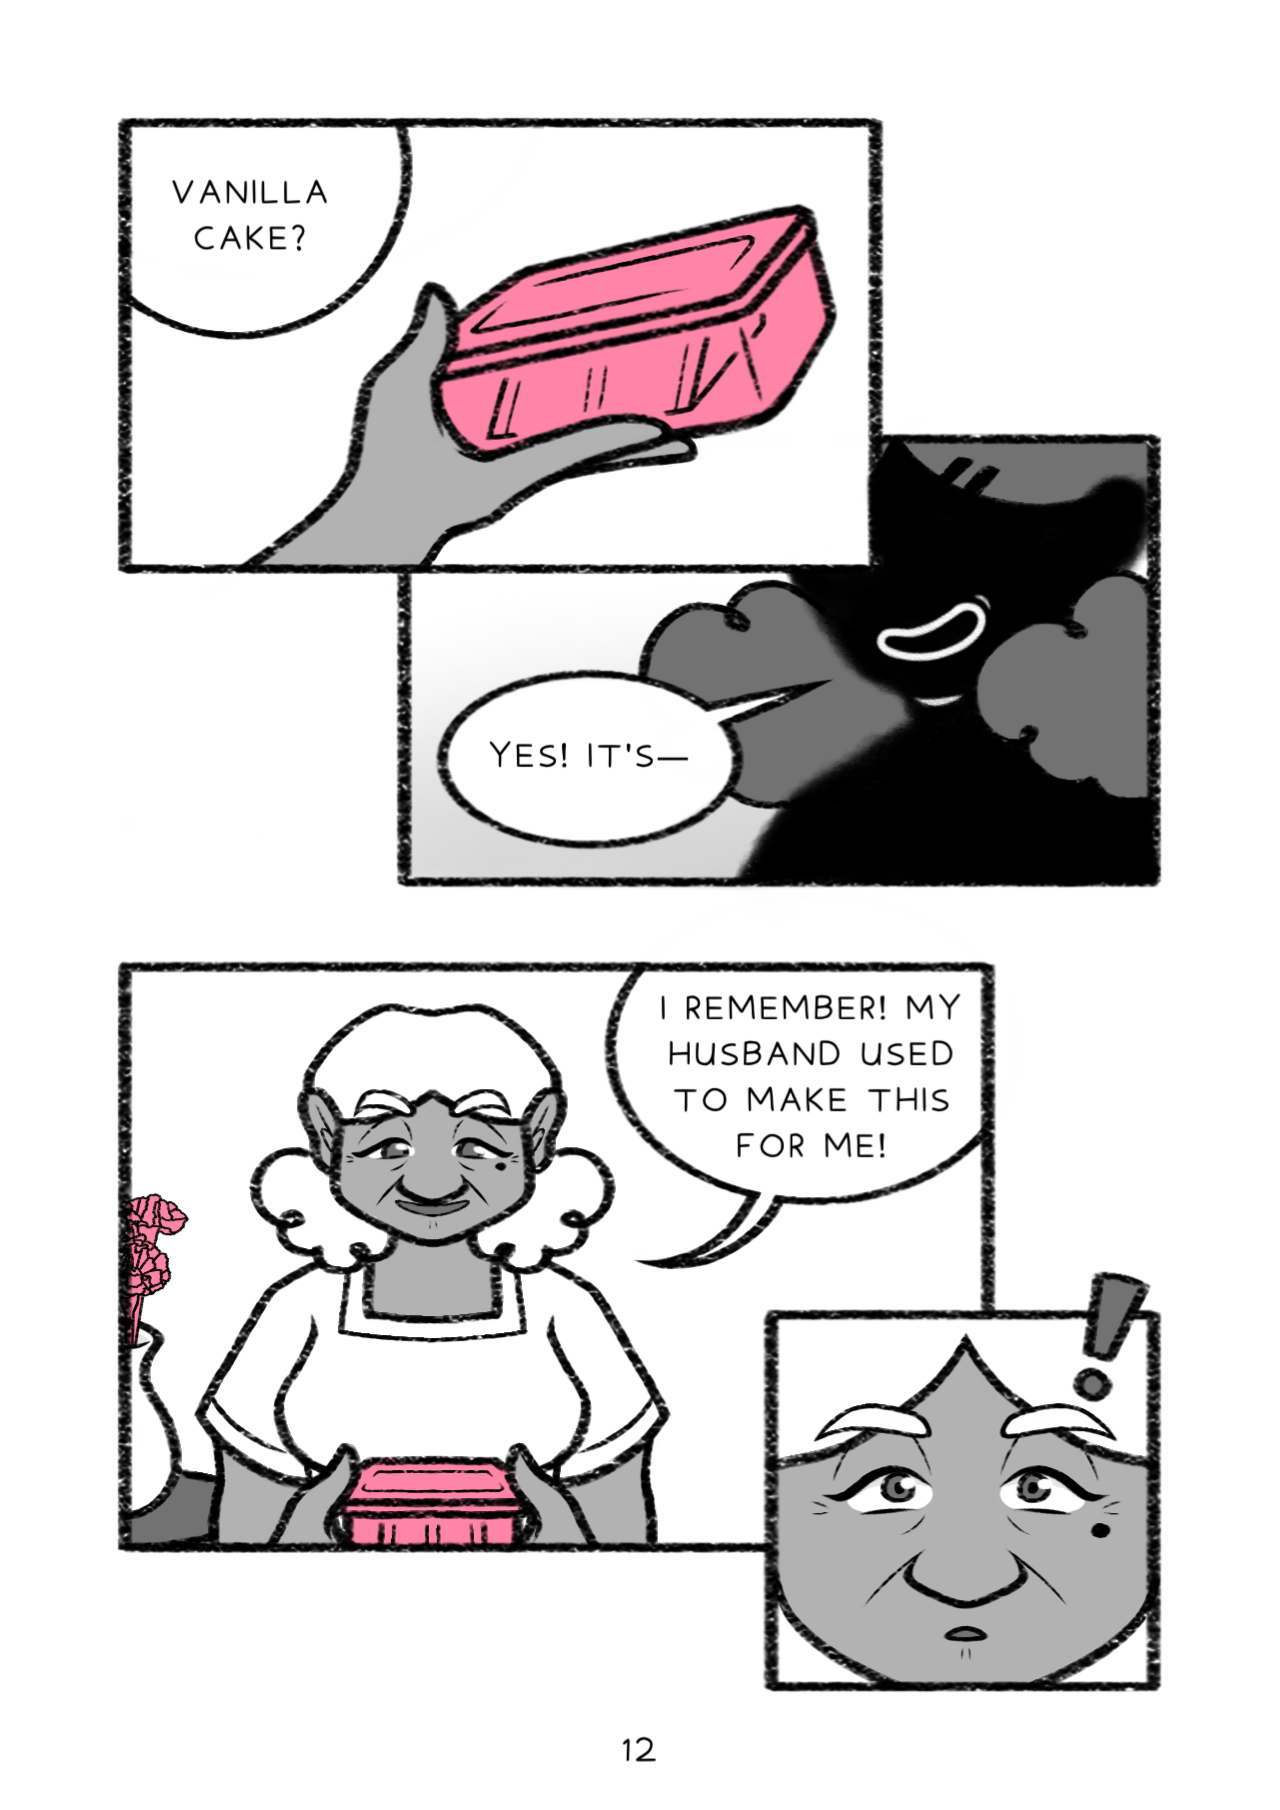 VANILLA
CAKE?
YES! IT'S—
I REMEMBER! MY
HUSBAND USED
TO MAKE THIS
FOR ME!
!
12